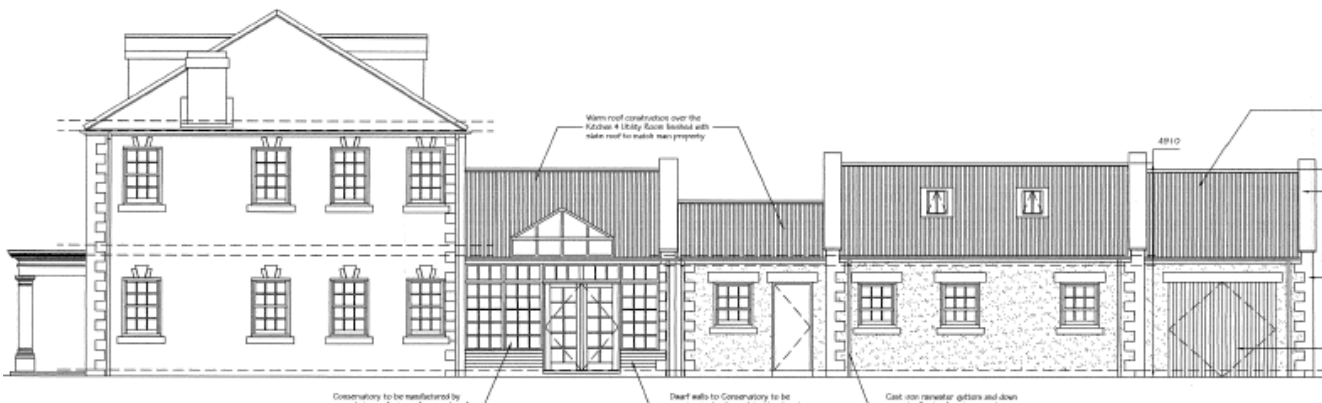 Warm roof construction over the
Kitchen & Utility Room finished with
slate roof to match main property
4910
Conservatory to be manufactured by
Dwarf walls to Conservatory to be
Cast iron rainwater gutters and down